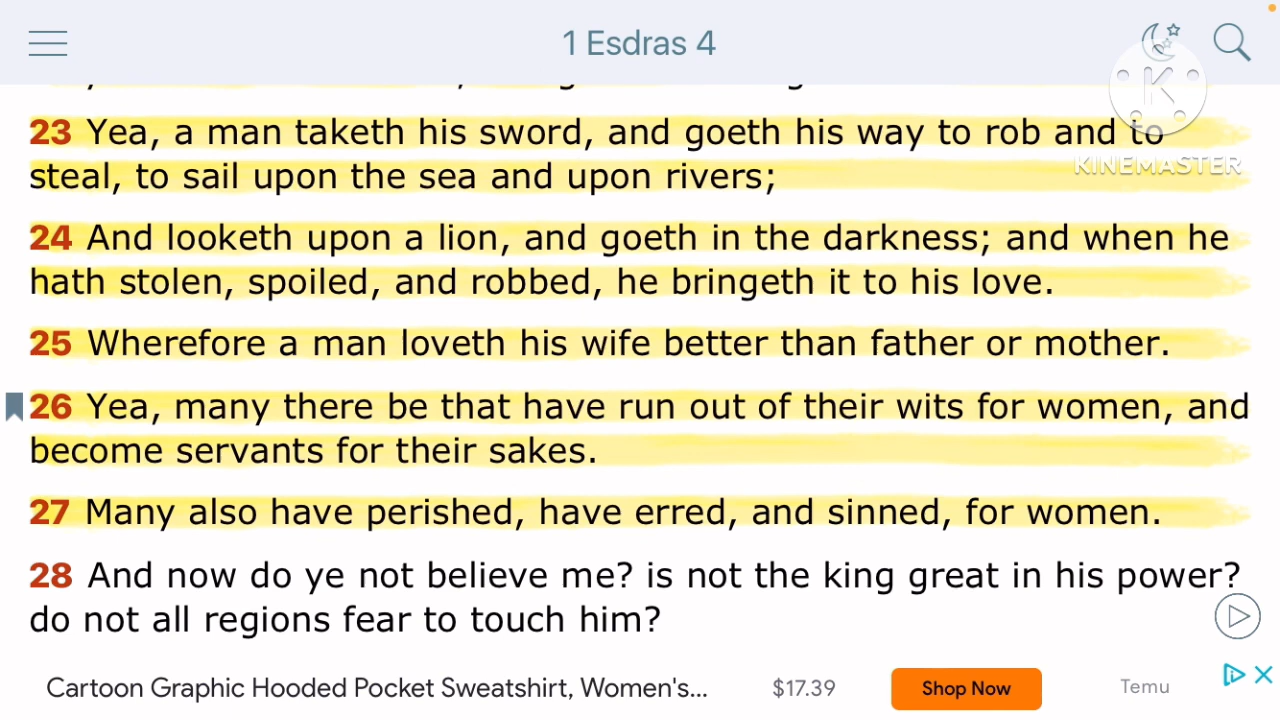 1 Esdras 4
K
KINEMASTER
23 Yea, a man taketh his sword, and goeth his way to rob and to
steal, to sail upon the sea and upon rivers;
24 And looketh upon a lion, and goeth in the darkness; and when he
hath stolen, spoiled, and robbed, he bringeth it to his love.
25 Wherefore a man loveth his wife better than father or mother.
26 Yea, many there be that have run out of their wits for women, and
become servants for their sakes.
27 Many also have perished, have erred, and sinned, for women.
28 And now do ye not believe me? is not the king great in his power?
do not all regions fear to touch him?
Cartoon Graphic Hooded Pocket Sweatshirt, Women's... $17.39 Shop Now Temu